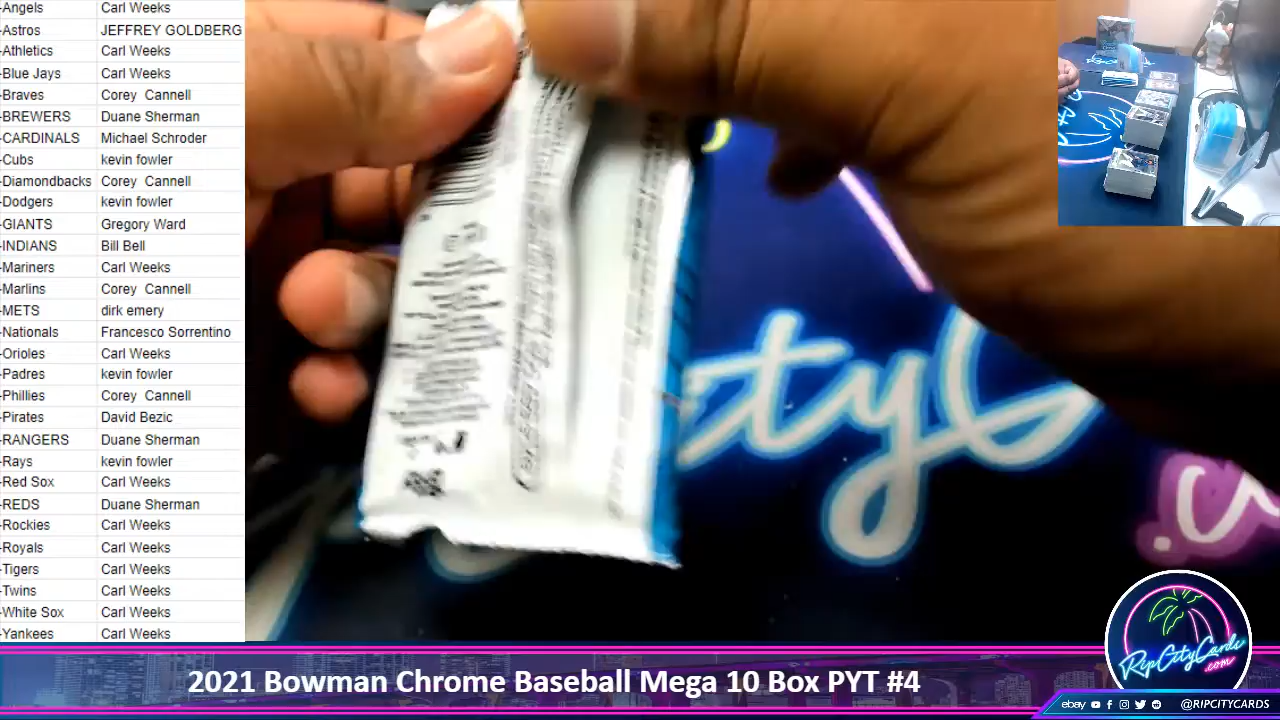 -Angels Carl Weeks
-Astros JEFFREY GOLDBERG
-Athletics Carl Weeks
-Blue Jays Carl Weeks
-Braves Corey Cannell
-BREWERS Duane Sherman
-CARDINALS Michael Schroder
-Cubs kevin fowler
-Diamondbacks Corey Cannell
-Dodgers kevin fowler
-GIANTS Gregory Ward
-INDIANS Bill Bell
-Mariners Carl Weeks
-Marlins Corey Cannell
-METS dirk emery
-Nationals Francesco Sorrentino
-Orioles Carl Weeks
-Padres kevin fowler
-Phillies Corey Cannell
-Pirates David Bezic
-RANGERS Duane Sherman
-Rays kevin fowler
-Red Sox Carl Weeks
-REDS Duane Sherman
-Rockies Carl Weeks
-Royals Carl Weeks
-Tigers Carl Weeks
-Twins Carl Weeks
-White Sox Carl Weeks
-Yankees Carl Weeks
ityC
.c
RipCityCards
.com
2021 Bowman Chrome Baseball Mega 10 Box PYT #4
ebay @RIPCITYCARDS